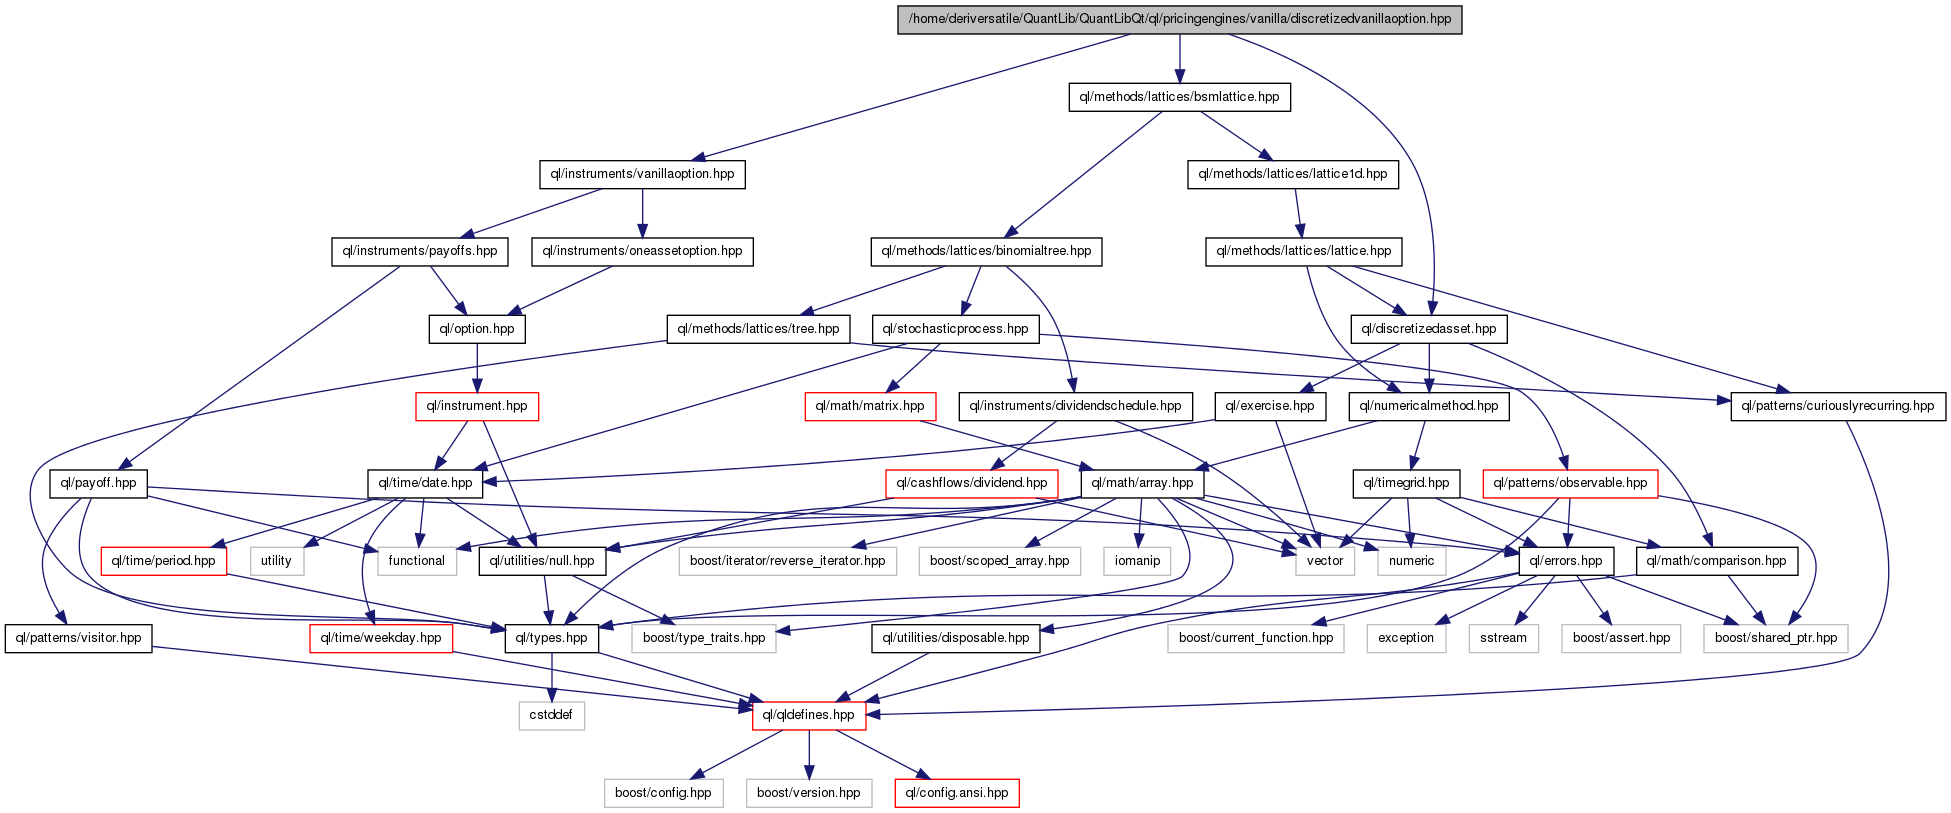 /home/deriversatile/QuantLib/QuantLibQt/ql/pricingengines/vanilla/discretizedvanillaoption.hpp
ql/methods/lattices/bsmlattice.hpp
ql/instruments/vanillaoption.hpp
ql/methods/lattices/lattice1d.hpp
ql/instruments/payoffs.hpp
ql/instruments/oneassetoption.hpp
ql/methods/lattices/binomialtree.hpp
ql/methods/lattices/lattice.hpp
ql/option.hpp
ql/methods/lattices/tree.hpp
ql/stochasticprocess.hpp
ql/discretizedasset.hpp
ql/instrument.hpp
ql/math/matrix.hpp
ql/instruments/dividendschedule.hpp
ql/exercise.hpp
ql/numericalmethod.hpp
ql/patterns/curiouslyrecurring.hpp
ql/payoff.hpp
ql/time/date.hpp
ql/cashflows/dividend.hpp
ql/math/array.hpp
ql/timegrid.hpp
ql/patterns/observable.hpp
ql/time/period.hpp
utility
functional
ql/utilities/null.hpp
boost/iterator/reverse_iterator.hpp
boost/scoped_array.hpp
iomanip
vector
numeric
ql/errors.hpp
ql/math/comparison.hpp
ql/patterns/visitor.hpp
ql/time/weekday.hpp
ql/types.hpp
boost/type_traits.hpp
ql/utilities/disposable.hpp
boost/current_function.hpp
exception
sstream
boost/assert.hpp
boost/shared_ptr.hpp
cstddef
ql/qldefines.hpp
boost/config.hpp
boost/version.hpp
ql/config.ansi.hpp